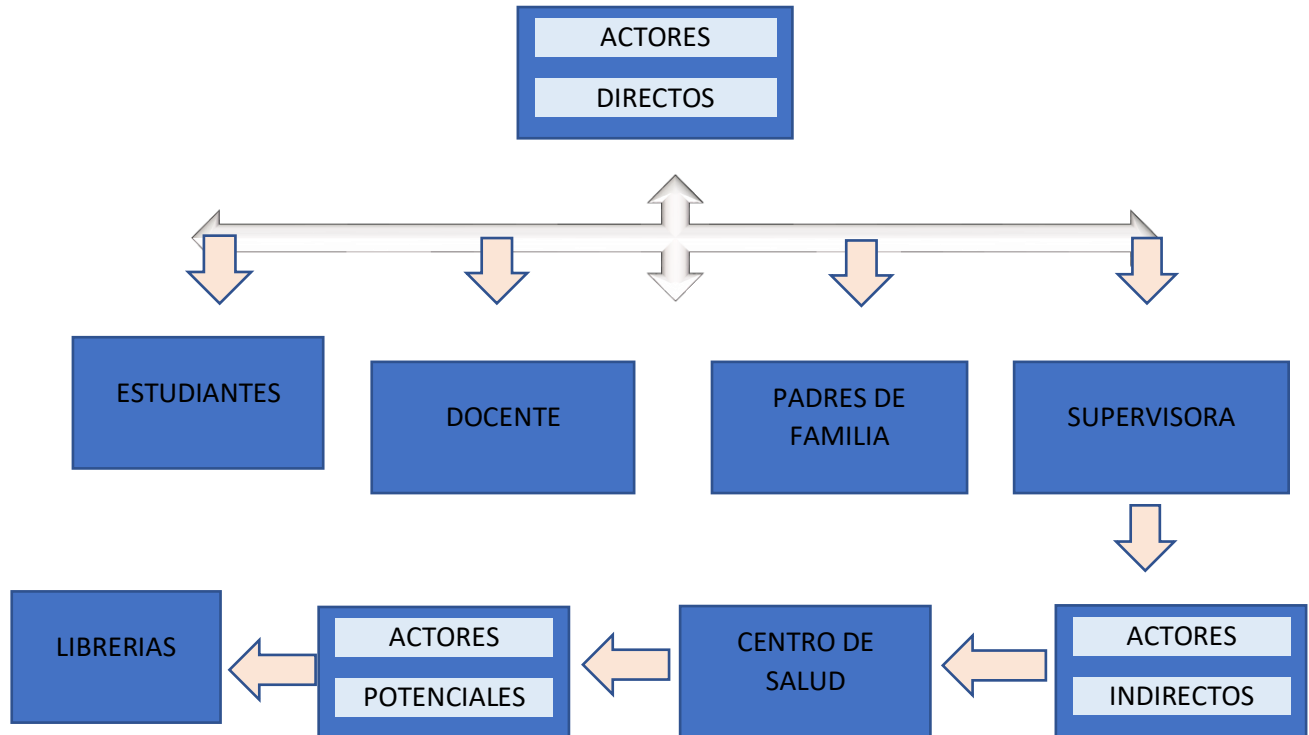 ACTORES
DIRECTOS
ESTUDIANTES
DOCENTE
PADRES DE
FAMILIA
SUPERVISORA
LIBRERIAS
ACTORES
POTENCIALES
CENTRO DE
SALUD
ACTORES
INDIRECTOS